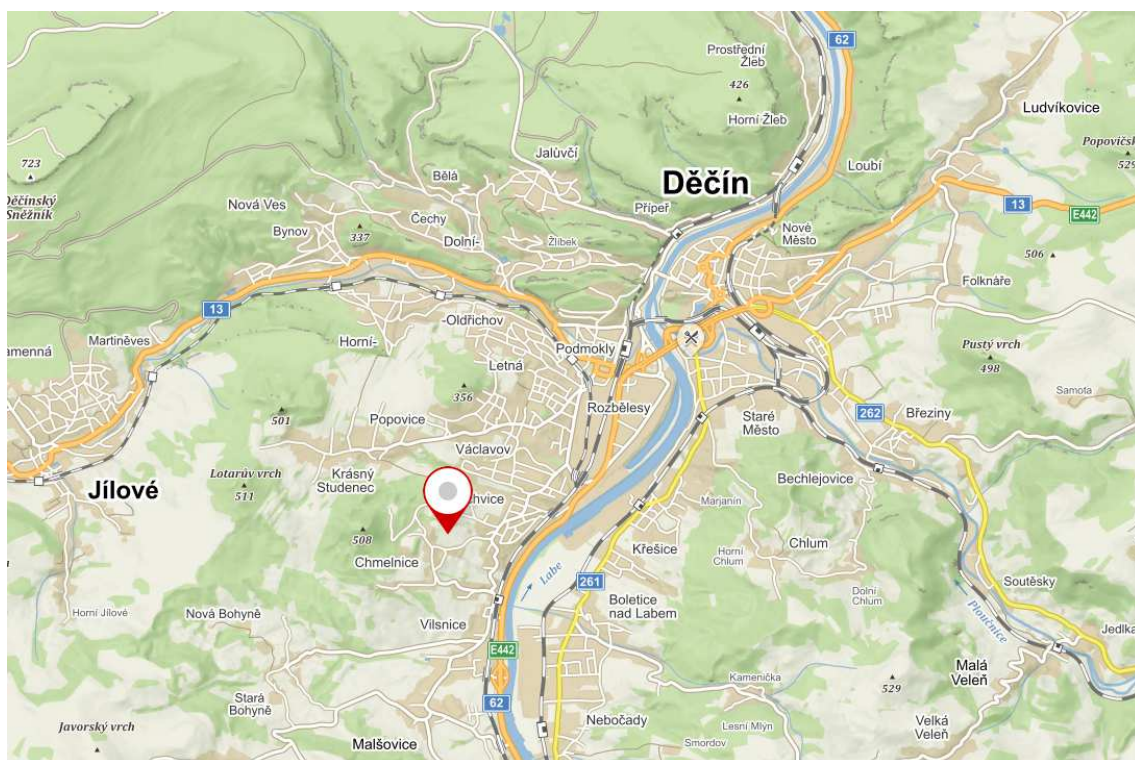 62
Prostřední
Žleb
426
Horní Žleb
Ludvíkovice
Popovičsk
529
723
Děčínský
Sněžník
Jalůvčí
Loubí
Bělá
Děčín
Přípeř
Nová Ves
Bynov
337
Čechy
Dolní-
Žlíbek
Nové
Město
13
E442
506
Folknáře
13
Martiněves
amenná
-Oldřichov
Horní-
Podmokly
Letná
Pustý vrch
498
Samota
356
Rozbělesy
501
Popovice
Staré
Město
262
Březiny
Václavov
Lotarův vrch
511
Krásný
Studenec
Jílové
chvice
Bechlejovice
Marjanín
508
Chmelnice
Křešice
Horní
Chlum
Chlum
Labe
261
Dolní
Chlum
Soutěsky
Horní Jílové
Nová Bohyně
Vilsnice
Boletice
nad Labem
Ploučnice
Jedlka
E442
Malá
Veleň
Stará
Bohyně
62
Kamenička
529
Javorský vrch
Malšovice
Nebočady
Lesní Mlýn
Smordov
Velká
Veleň